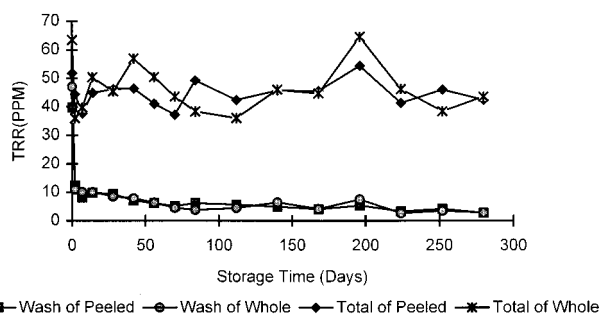 70
60
50
40
30
20
10
0
TRR(PPM)
0 50 100 150 200 250 300
Storage Time (Days)
Wash of Peeled Wash of Whole Total of Peeled Total of Whole